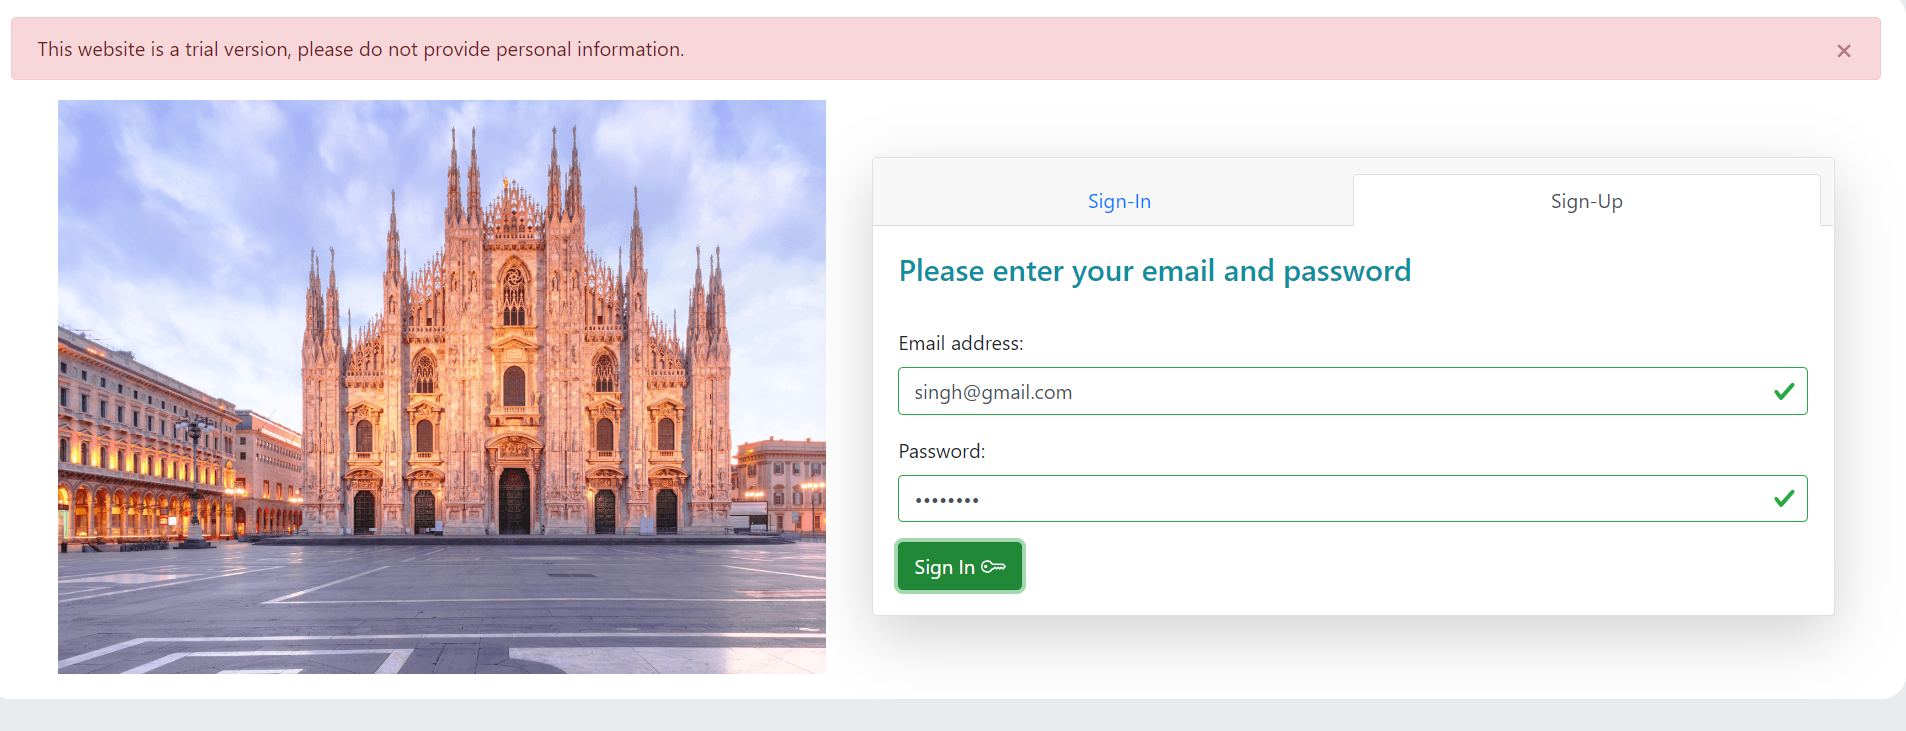 This website is a trial version, please do not provide personal information.
×
Sign-In
Sign-Up
Please enter your email and password
Email address:
singh@gmail.com
Password:
••••••••
Sign In